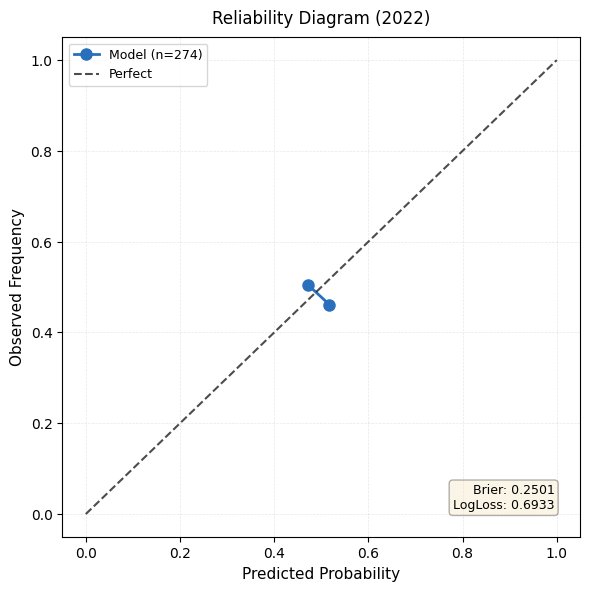 Reliability Diagram (2022)
Model (n=274)
Perfect
1.0
0.8
0.6
0.4
0.2
0.0
Observed Frequency
Brier: 0.2501
LogLoss: 0.6933
0.0 0.2 0.4 0.6 0.8 1.0
Predicted Probability